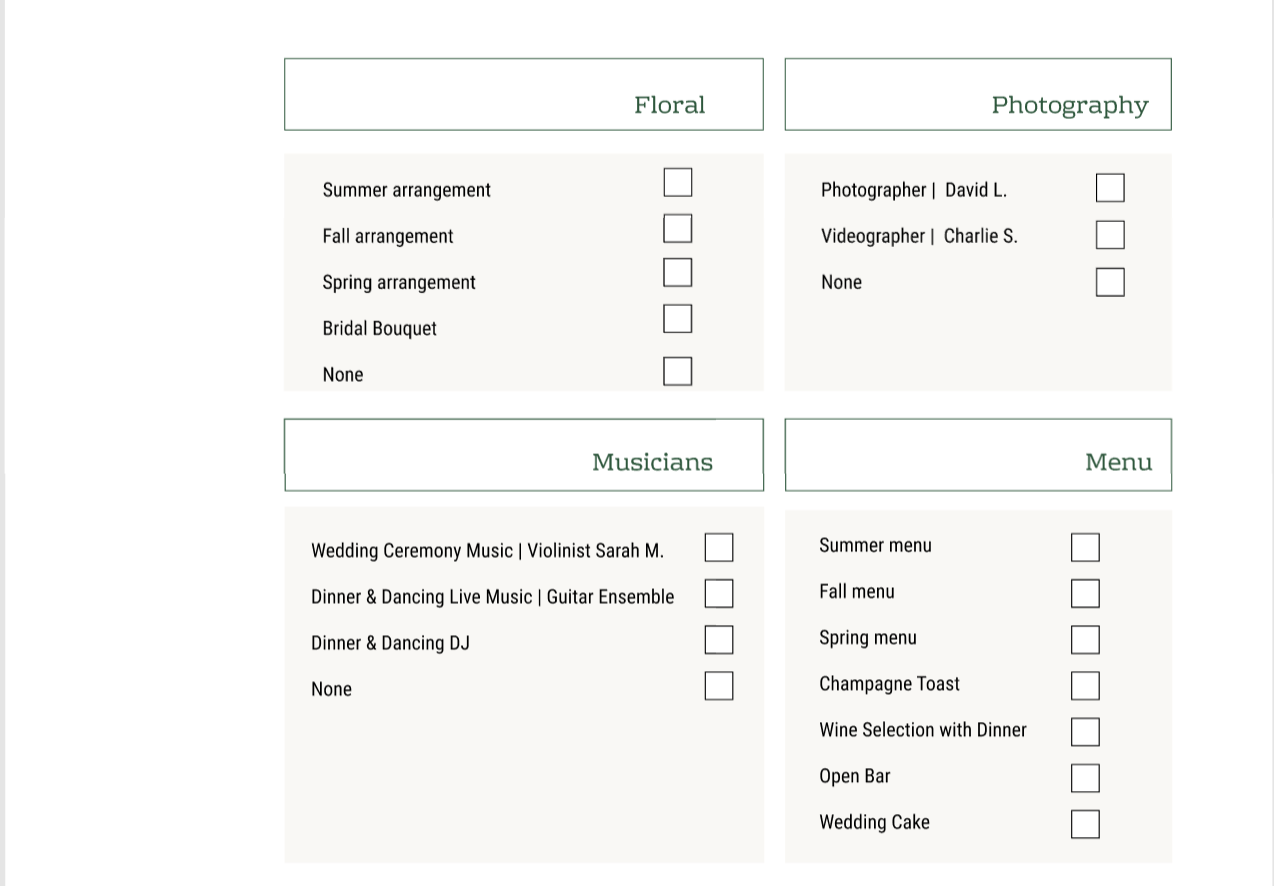 Floral
Summer arrangement
Fall arrangement
Spring arrangement
Bridal Bouquet
None
Photography
Photographer | David L.
Videographer | Charlie S.
None
Musicians
Wedding Ceremony Music | Violinist Sarah M.
Dinner & Dancing Live Music | Guitar Ensemble
Dinner & Dancing DJ
None
Menu
Summer menu
Fall menu
Spring menu
Champagne Toast
Wine Selection with Dinner
Open Bar
Wedding Cake